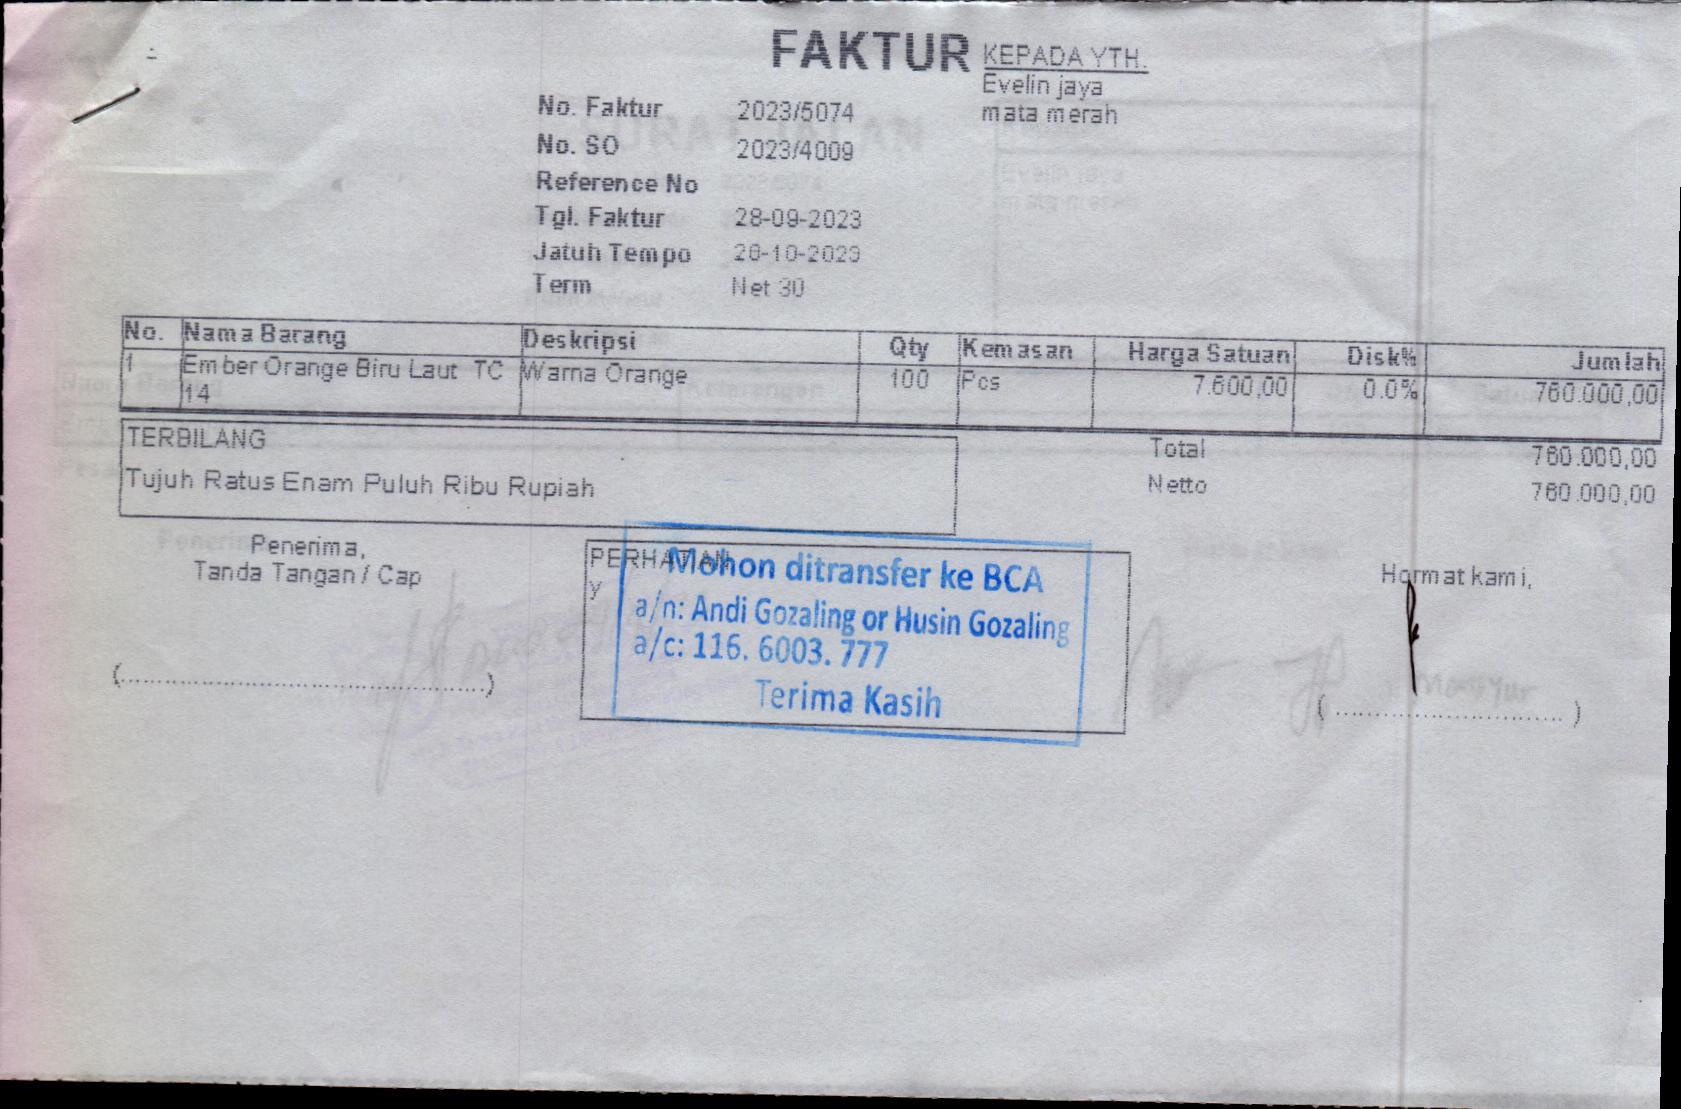 FAKTUR
KEPADA YTH.
Evelin jaya
mata merah
No. Faktur 2023/5074
No. SO 2023/4009
Reference No
Tgl. Faktur 28-09-2023
Jatuh Tempo 28-10-2023
Term Net 30
No. Nama Barang Deskripsi Qty Kemasan Harga Satuan Disk% Jumlah
1 Ember Orange Biru Laut TC Warna Orange 100 Pcs 7.600,00 0.0% 760.000,00
14
TERBILANG
Tujuh Ratus Enam Puluh Ribu Rupiah
Total 760.000,00
Netto 760.000,00
Penerima,
Tanda Tangan / Cap
PERHATIAN
y
Mohon ditransfer ke BCA
a/n: Andi Gozaling or Husin Gozaling
a/c: 116. 6003. 777
Terima Kasih
Hormat kami,